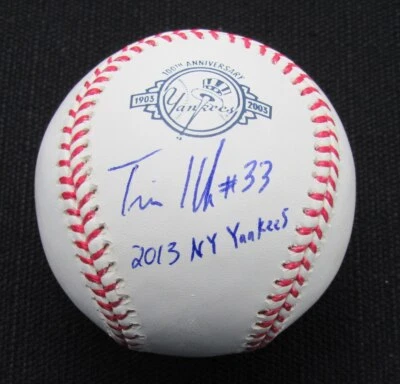 100TH ANNIVERSARY
1903 Yankees 2003
#33
2013 NY Yankees